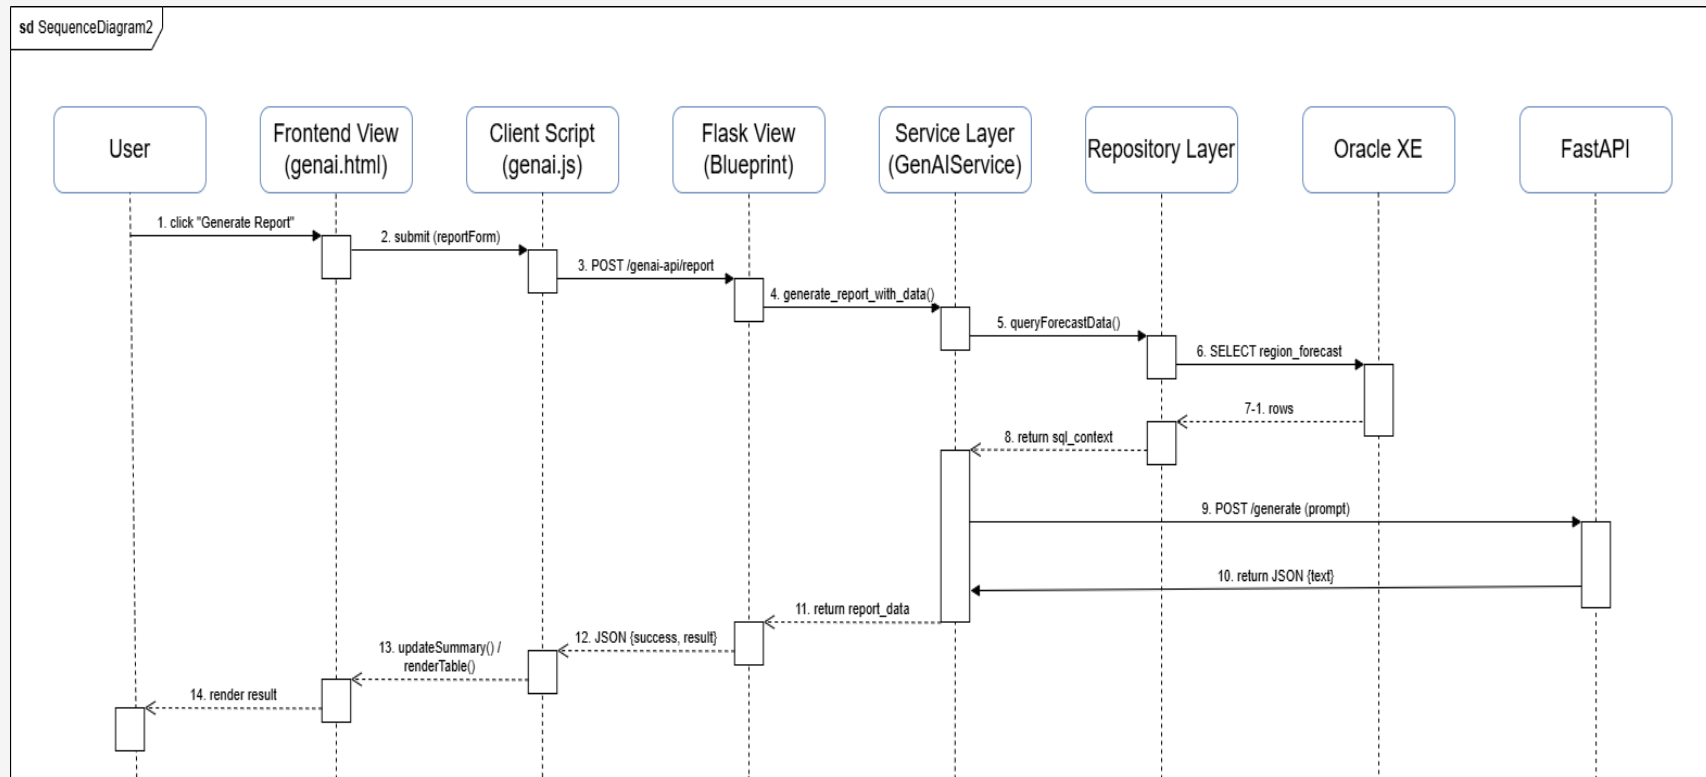 sd SequenceDiagram2
User
Frontend View
(genai.html)
Client Script
(genai.js)
Flask View
(Blueprint)
Service Layer
(GenAIService)
Repository Layer
Oracle XE
FastAPI
1. click "Generate Report"
2. submit (reportForm)
3. POST /genai-api/report
4. generate_report_with_data()
5. queryForecastData()
6. SELECT region_forecast
7-1. rows
8. return sql_context
9. POST /generate (prompt)
10. return JSON {text}
11. return report_data
12. JSON {success, result}
13. updateSummary() /
renderTable()
14. render result